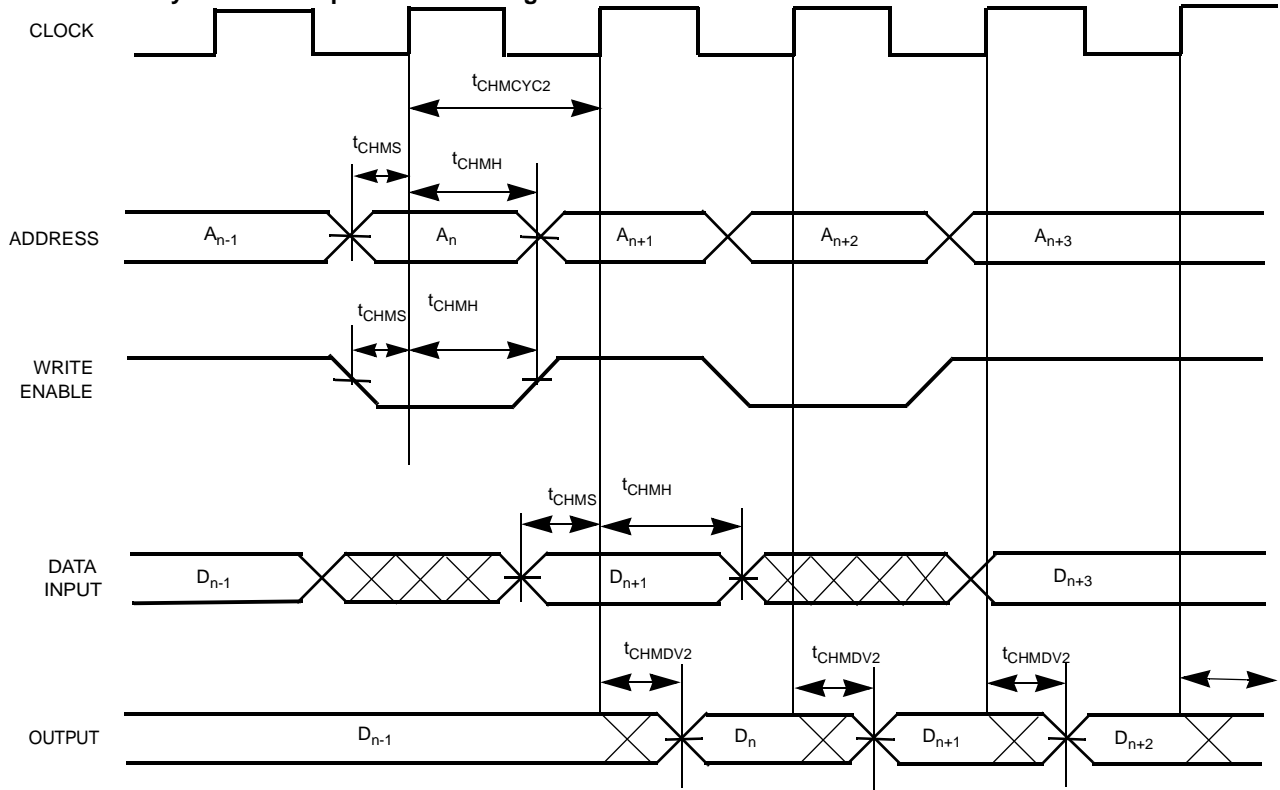 CLOCK
tCHMCYC2
tCHMS
tCHMH
ADDRESS
An-1
An
An+1
An+2
An+3
tCHMS
tCHMH
WRITE
ENABLE
tCHMS
tCHMH
DATA
INPUT
Dn-1
Dn+1
Dn+3
tCHMDV2
tCHMDV2
tCHMDV2
OUTPUT
Dn-1
Dn
Dn+1
Dn+2